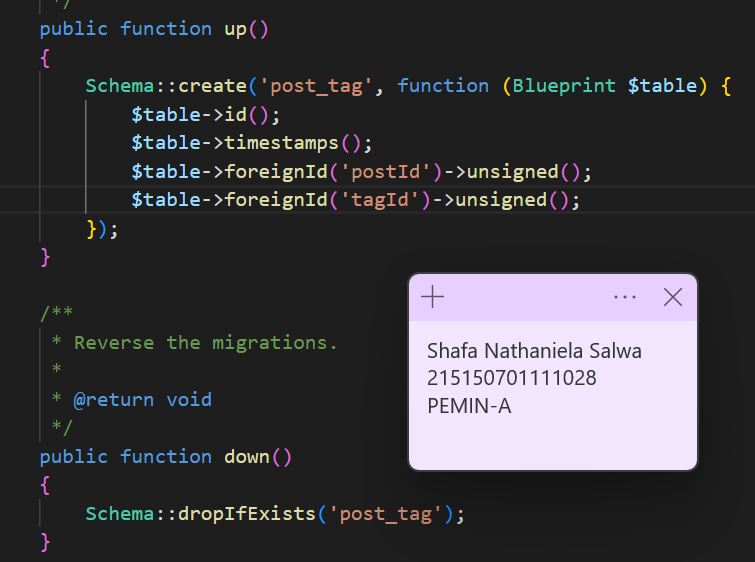 */
public function up()
{
    Schema::create('post_tag', function (Blueprint $table) {
        $table->id();
        $table->timestamps();
        $table->foreignId('postId')->unsigned();
        $table->foreignId('tagId')->unsigned();
    });
}
/**
 * Reverse the migrations.
 *
 * @return void
 */
public function down()
{
    Schema::dropIfExists('post_tag');
}
Shafa Nathaniela Salwa
215150701111028
PEMIN-A